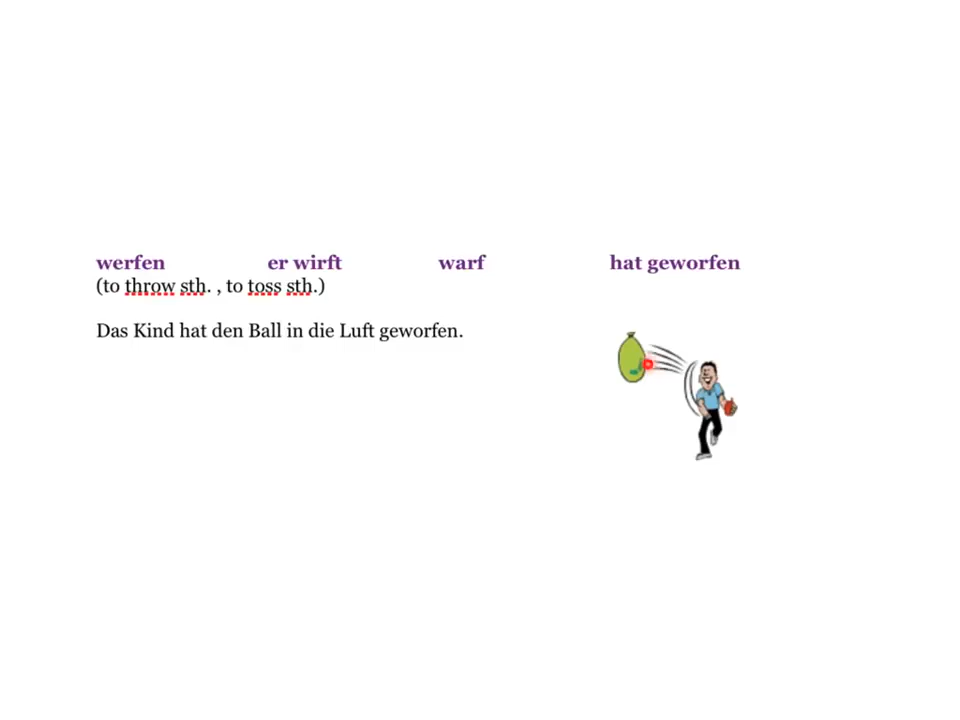 werfen er wirft warf hat geworfen
(to throw sth. , to toss sth.)
Das Kind hat den Ball in die Luft geworfen.